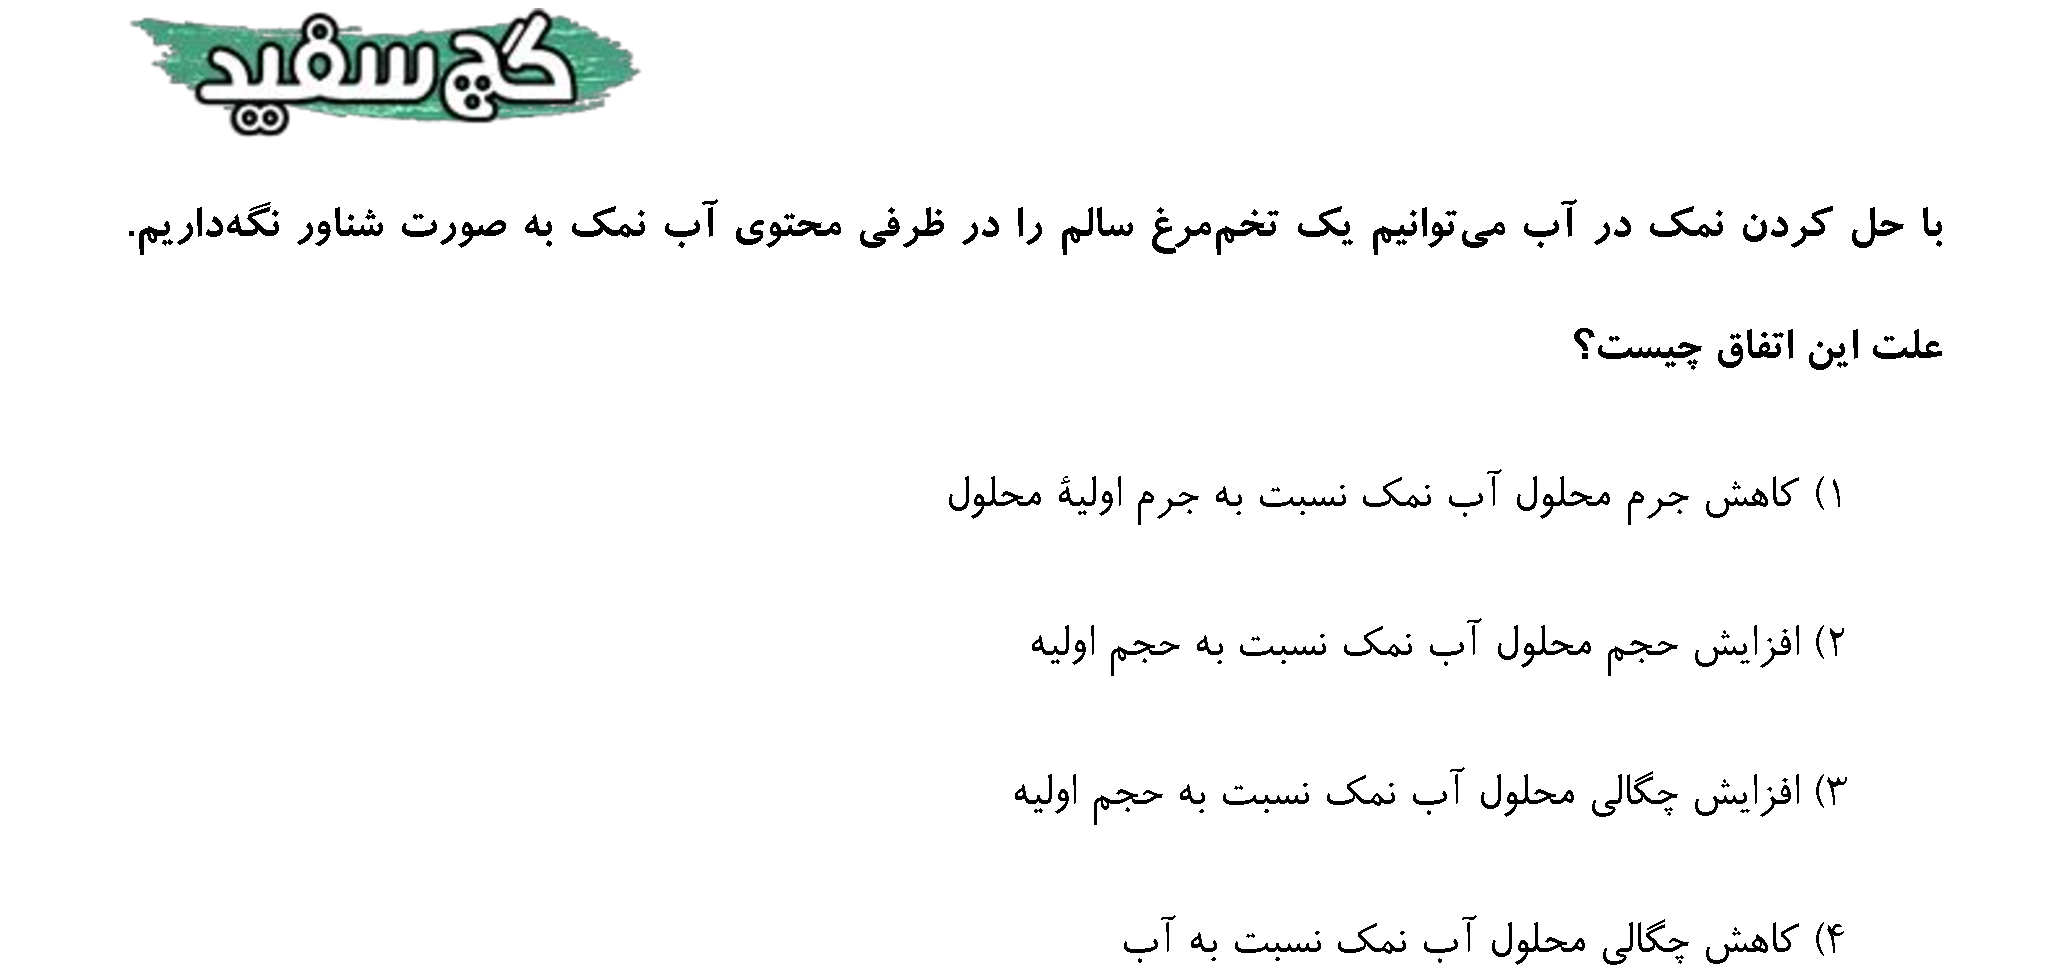 گچ سفید
با حل کردن نمک در آب می‌توانیم یک تخم‌مرغ سالم را در ظرفی محتوی آب نمک به صورت شناور نگه‌داریم.
علت این اتفاق چیست؟
۱) کاهش جرم محلول آب نمک نسبت به جرم اولیهٔ محلول
۲) افزایش حجم محلول آب نمک نسبت به حجم اولیه
۳) افزایش چگالی محلول آب نمک نسبت به حجم اولیه
۴) کاهش چگالی محلول آب نمک نسبت به آب